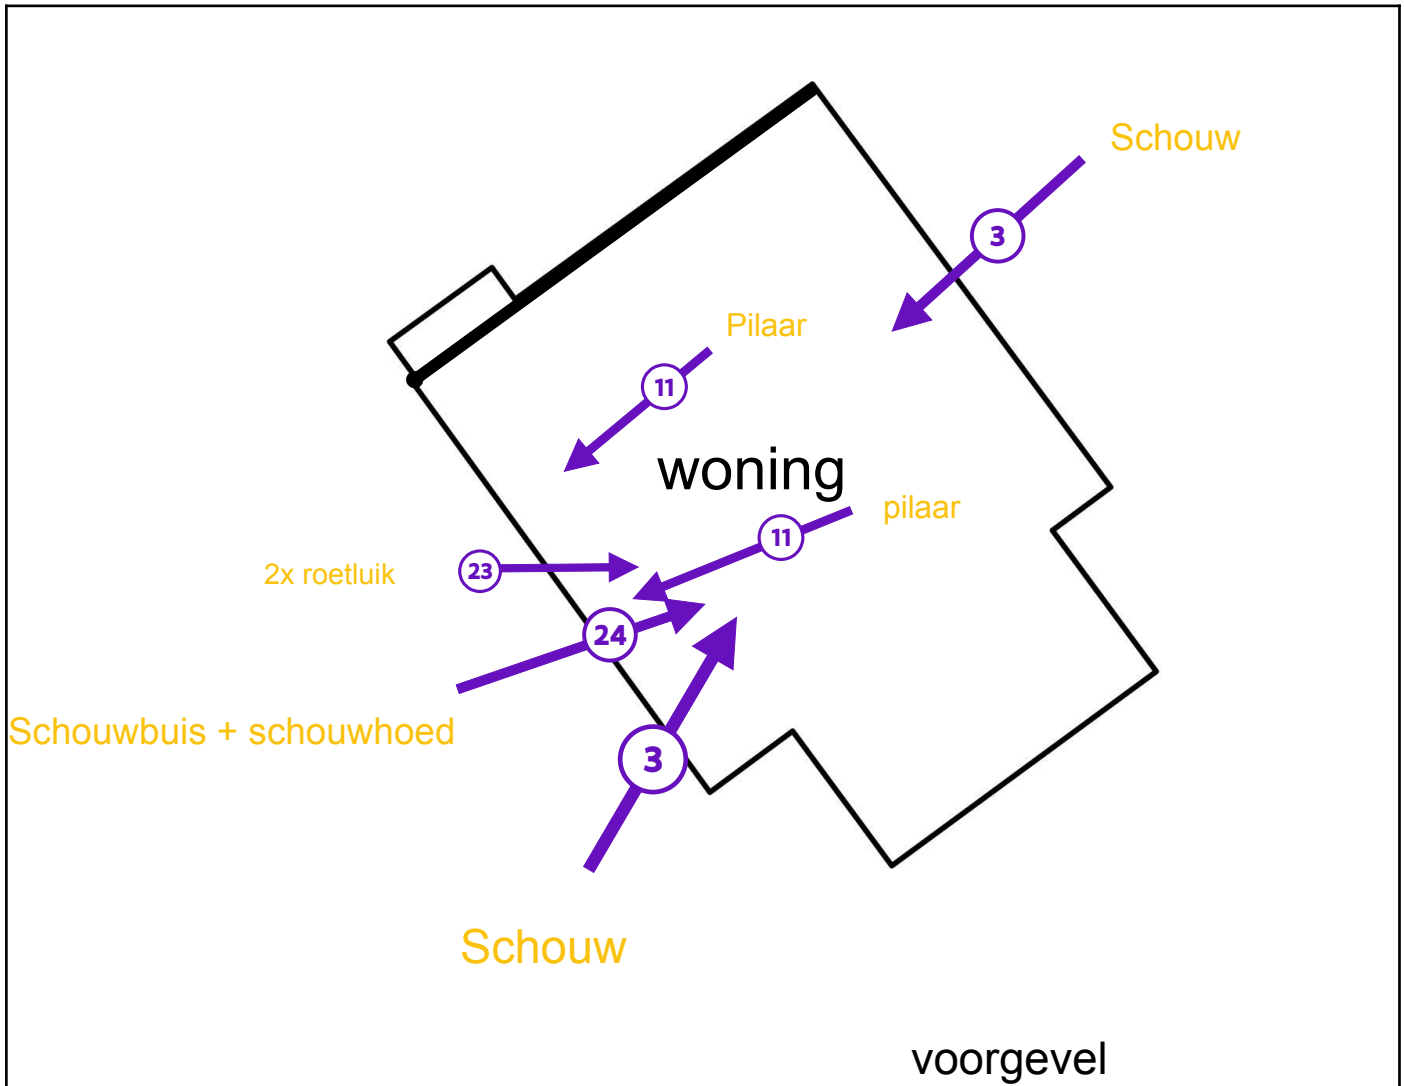 Schouw
3
Pilaar
11
woning
pilaar
11
2x roetluik
23
24
Schouwbuis + schouwhoed
3
Schouw
voorgevel